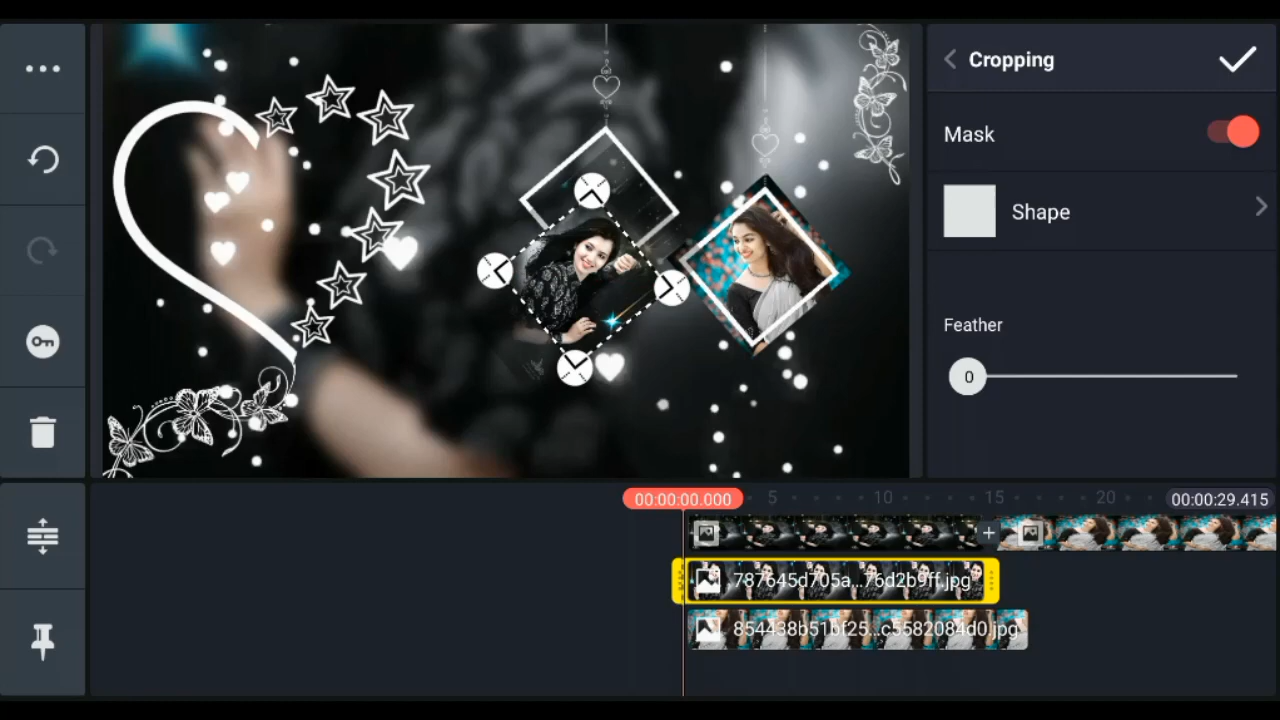 Cropping
Mask
Shape
Feather
0
00:00:00.000
5
10
15
20
00:00:29.415
787645d705a...76d2b9ff.jpg
854438b51bf25...c5582084d0.jpg